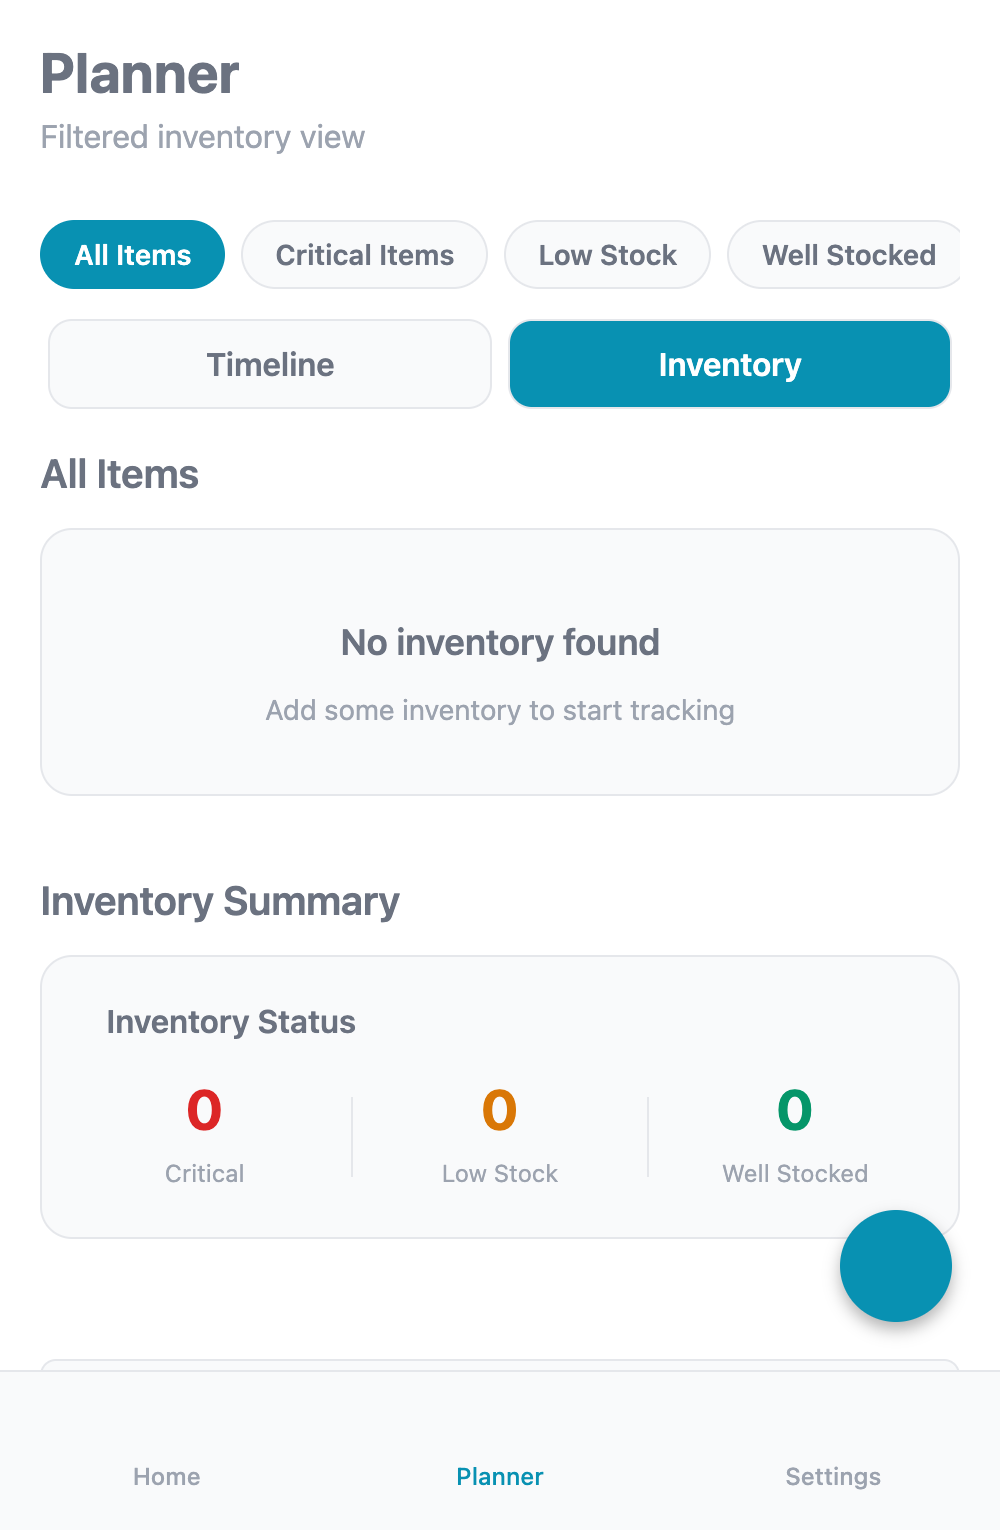 Planner
Filtered inventory view
All Items
Critical Items
Low Stock
Well Stocked
Timeline
Inventory
All Items
No inventory found
Add some inventory to start tracking
Inventory Summary
Inventory Status
0
0
0
Critical
Low Stock
Well Stocked
Home
Planner
Settings